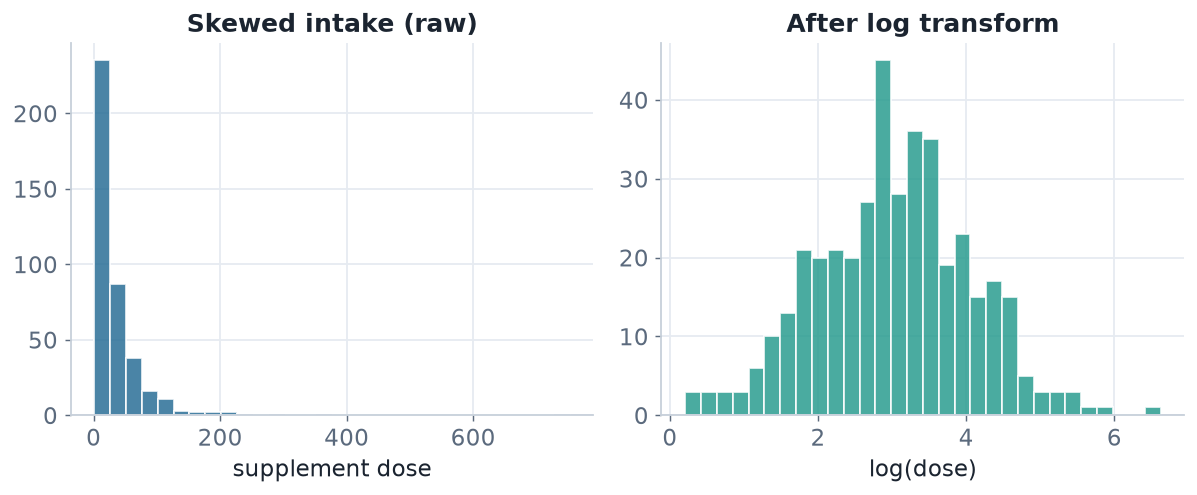 Skewed intake (raw)
200
150
100
50
0
0 200 400 600
supplement dose
After log transform
40
30
20
10
0
0 2 4 6
log(dose)